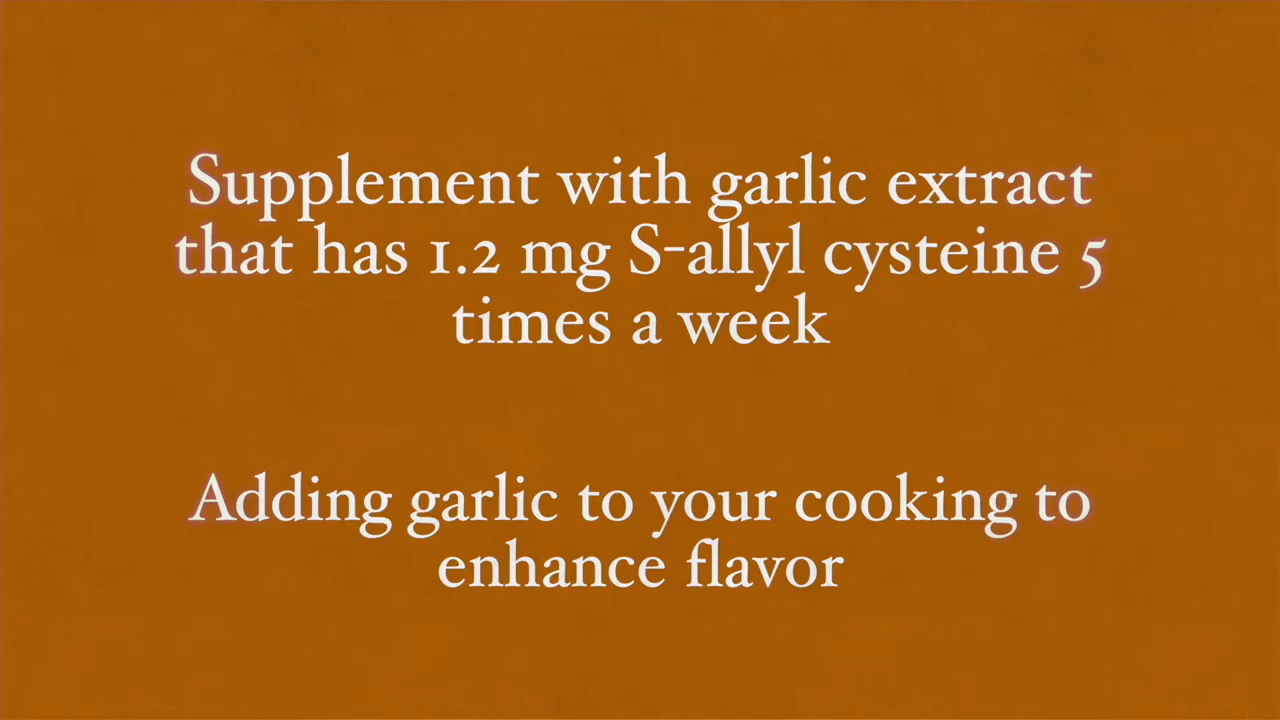 Supplement with garlic extract
that has 1.2 mg S-allyl cysteine 5
times a week
Adding garlic to your cooking to
enhance flavor